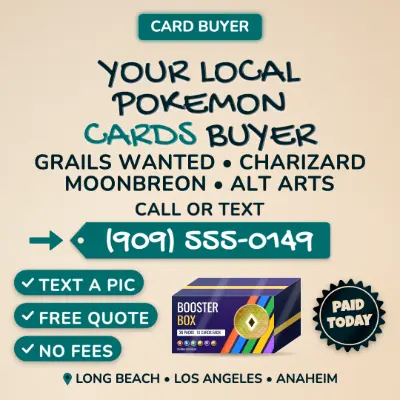 CARD BUYER
YOUR LOCAL
POKEMON
CARDS BUYER
GRAILS WANTED • CHARIZARD
MOONBREON • ALT ARTS
CALL OR TEXT
(909) 555-0149
TEXT A PIC
FREE QUOTE
NO FEES
BOOSTER
BOX
PAID
TODAY
LONG BEACH • LOS ANGELES • ANAHEIM